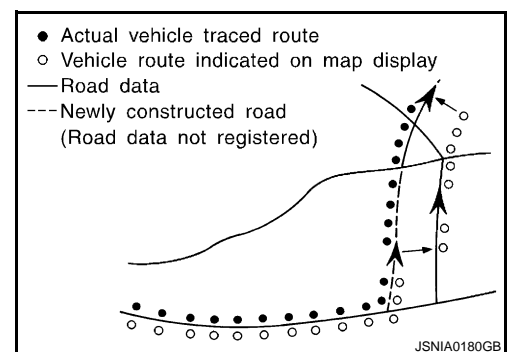 ● Actual vehicle traced route
○ Vehicle route indicated on map display
— Road data
--- Newly constructed road
(Road data not registered)
JSNIA0180GB